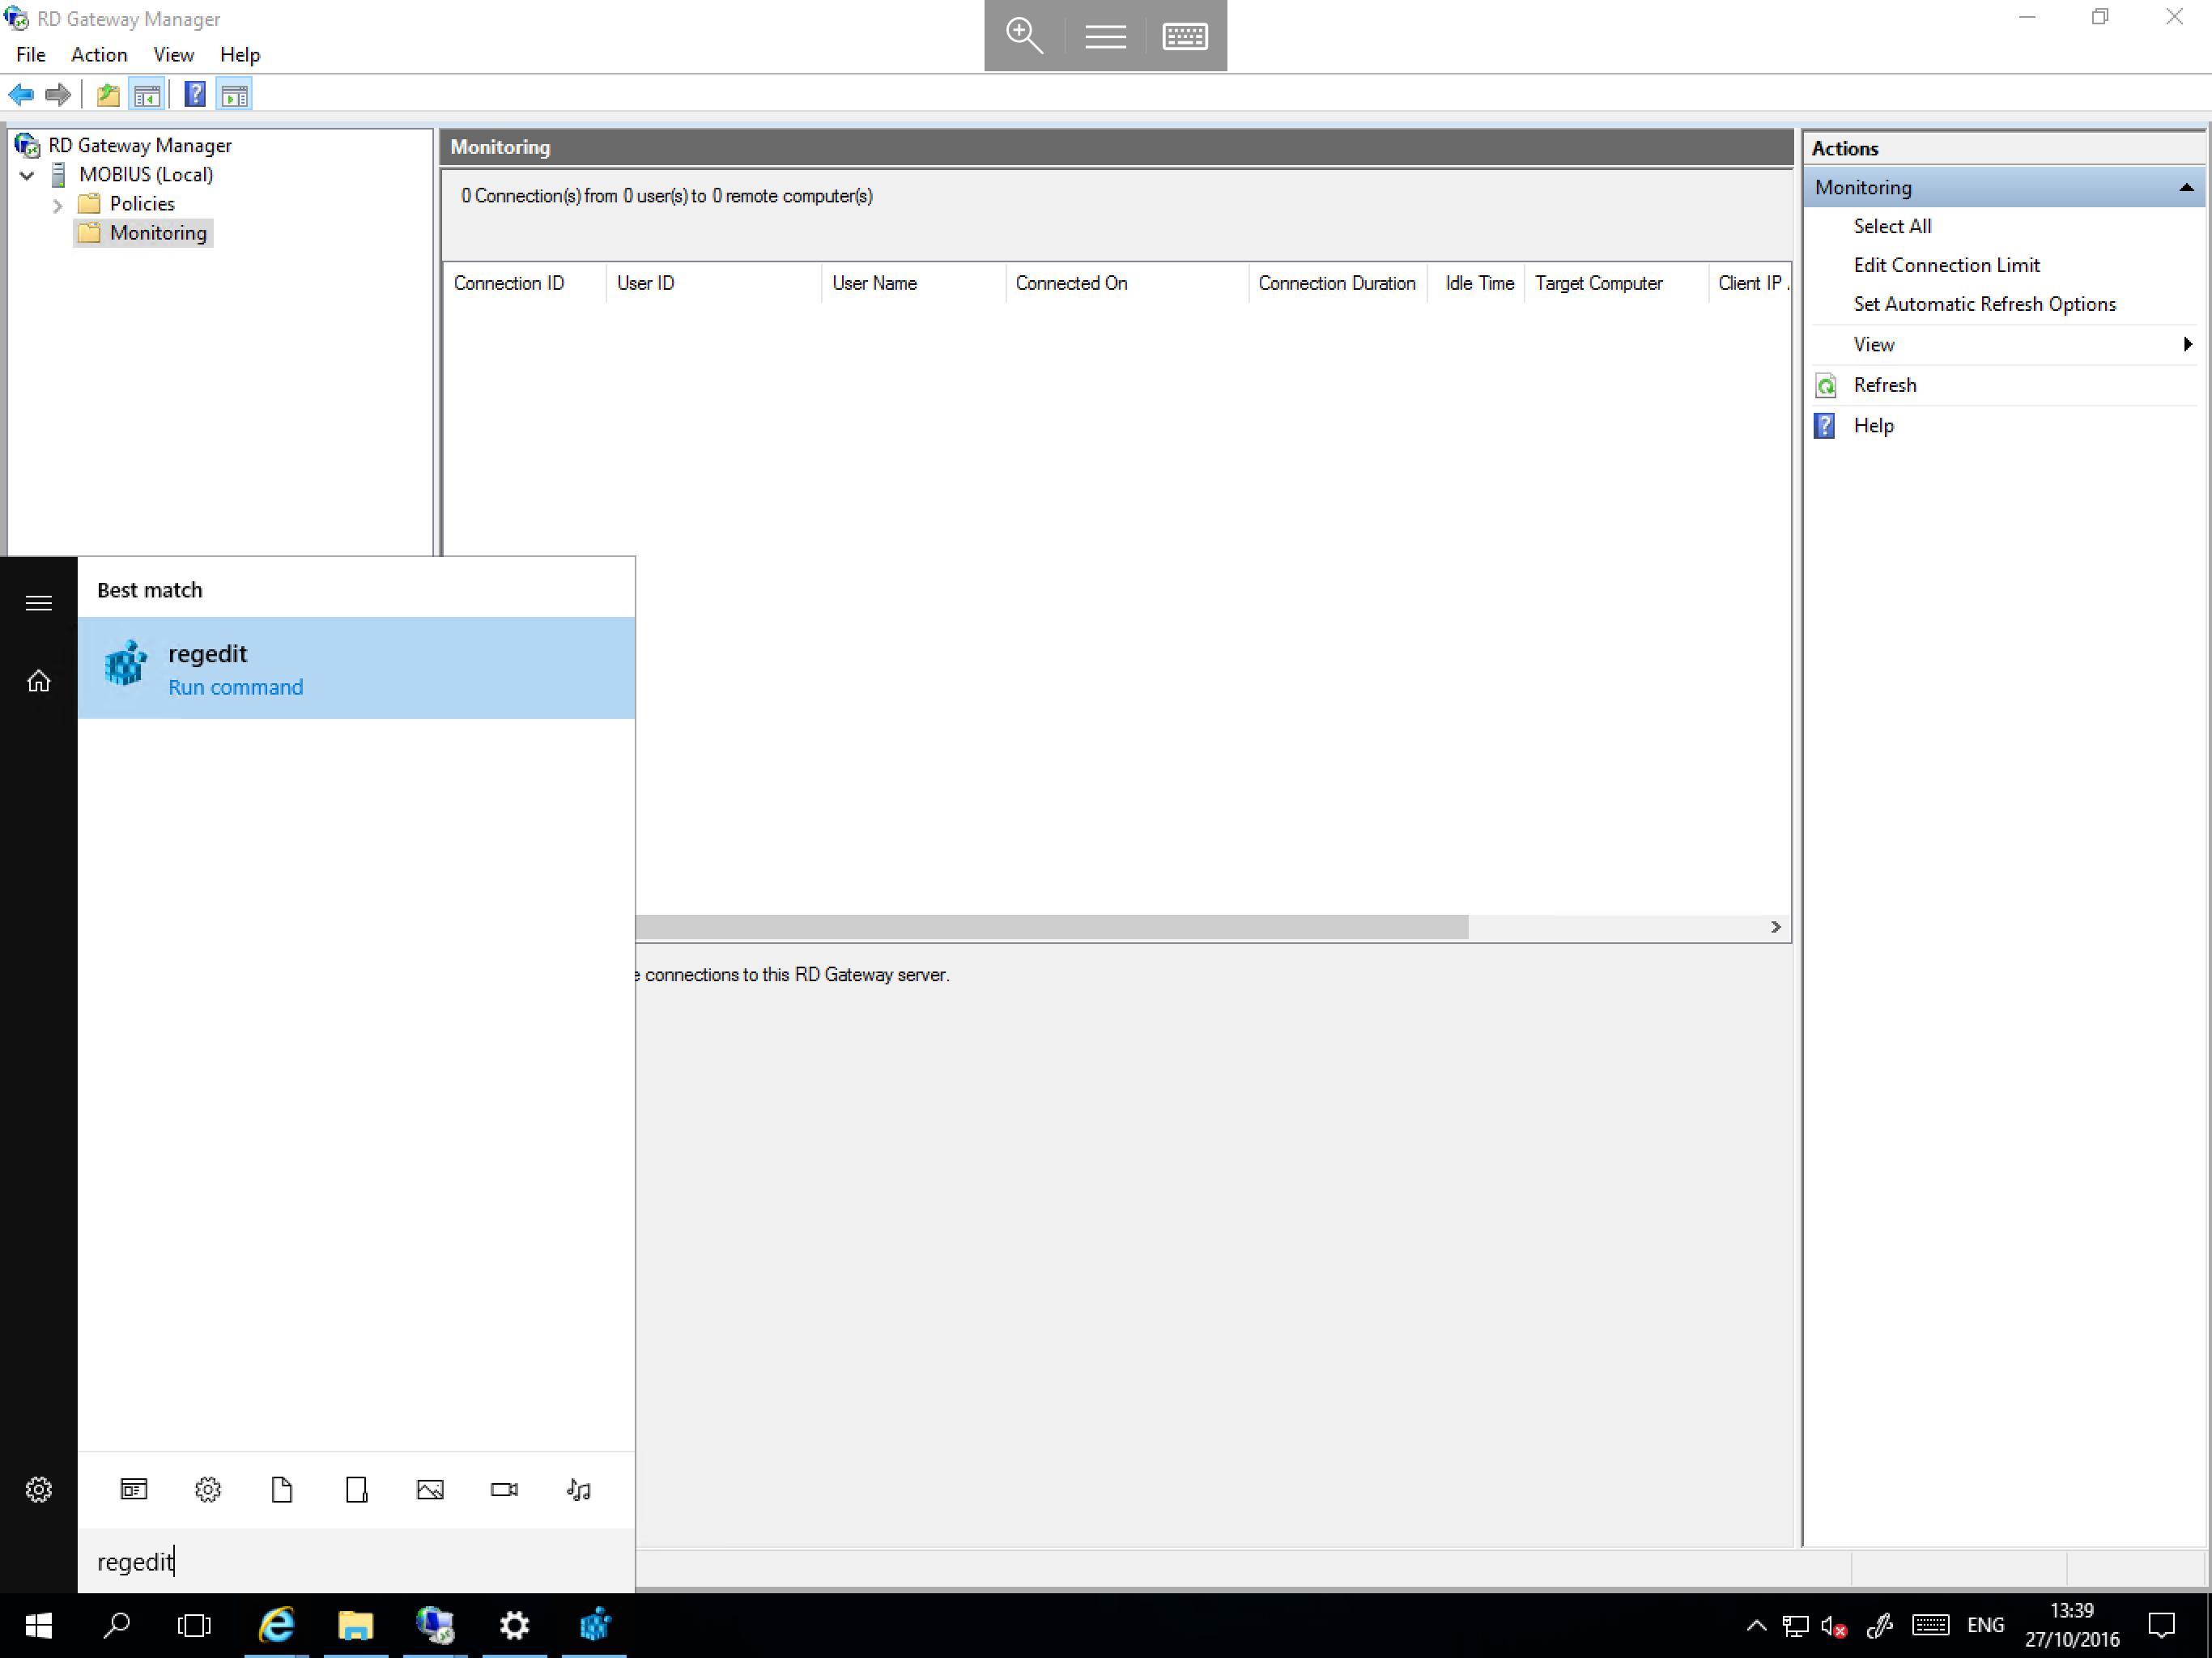 RD Gateway Manager
File Action View Help
RD Gateway Manager
MOBIUS (Local)
Policies
Monitoring
Monitoring
0 Connection(s) from 0 user(s) to 0 remote computer(s)
Connection ID User ID User Name Connected On Connection Duration Idle Time Target Computer Client IP
connections to this RD Gateway server.
Actions
Monitoring
Select All
Edit Connection Limit
Set Automatic Refresh Options
View
Refresh
Help
Best match
regedit
Run command
regedit
ENG
13:39
27/10/2016